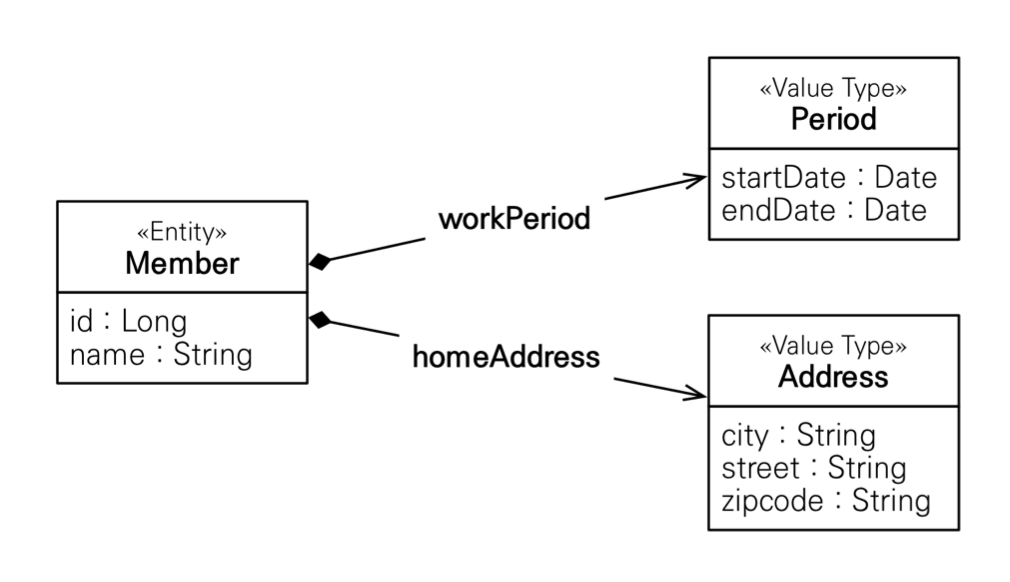 «Entity»
Member
id : Long
name : String
workPeriod
homeAddress
«Value Type»
Period
startDate : Date
endDate : Date
«Value Type»
Address
city : String
street : String
zipcode : String